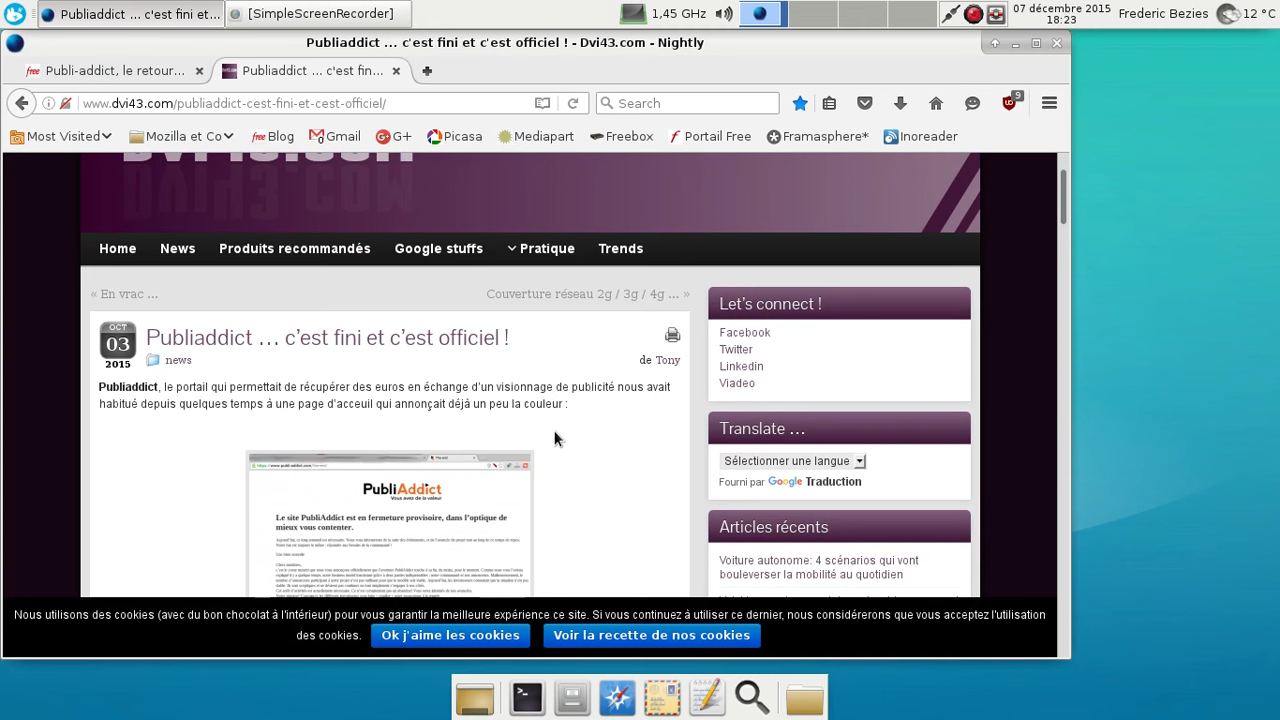 Publiaddict ... c'est fini et...
[SimpleScreenRecorder]
1,45 GHz
07 décembre 2015
18:23
Frederic Bezies
12 °C
Publiaddict ... c'est fini et c'est officiel ! - Dvi43.com - Nightly
free Publi-addict, le retour...
Publiaddict ... c'est fin...
www.dvi43.com/publiaddict-cest-fini-et-cest-officiel/
Search
9
Most Visited
Mozilla et Co
free Blog
Gmail
G+
Picasa
Mediapart
Freebox
Portail Free
Framasphere*
Inoreader
Home
News
Produits recommandés
Google stuffs
Pratique
Trends
« En vrac ...
Couverture réseau 2g / 3g / 4g ... »
OCT
03
2015
Publiaddict … c’est fini et c’est officiel !
news
de Tony
Publiaddict, le portail qui permettait de récupérer des euros en échange d'un visionnage de publicité nous avait
habitué depuis quelques temps à une page d'acceuil qui annonçait déjà un peu la couleur :
PubliAddict
Vous avez de la valeur
Le site PubliAddict est en fermeture provisoire, dans l'optique de
mieux vous contenter.
Let's connect !
Facebook
Twitter
Linkedin
Viadeo
Translate …
Sélectionner une langue
Fourni par Google Traduction
Articles récents
Voiture autonome: 4 scénarios qui vont
bouleverser la mobilité au quotidien
Nous utilisons des cookies (avec du bon chocolat à l'intérieur) pour vous garantir la meilleure expérience ce site. Si vous continuez à utiliser ce dernier, nous considérerons que vous acceptez l'utilisation
des cookies.
Ok j'aime les cookies
Voir la recette de nos cookies